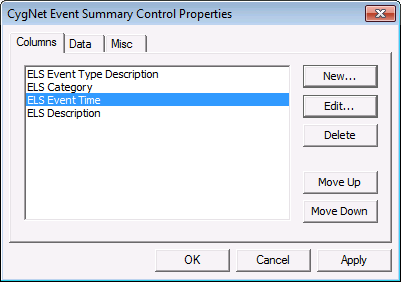 CygNet Event Summary Control Properties
Columns Data Misc
ELS Event Type Description
ELS Category
ELS Event Time
ELS Description
New...
Edit...
Delete
Move Up
Move Down
OK Cancel Apply